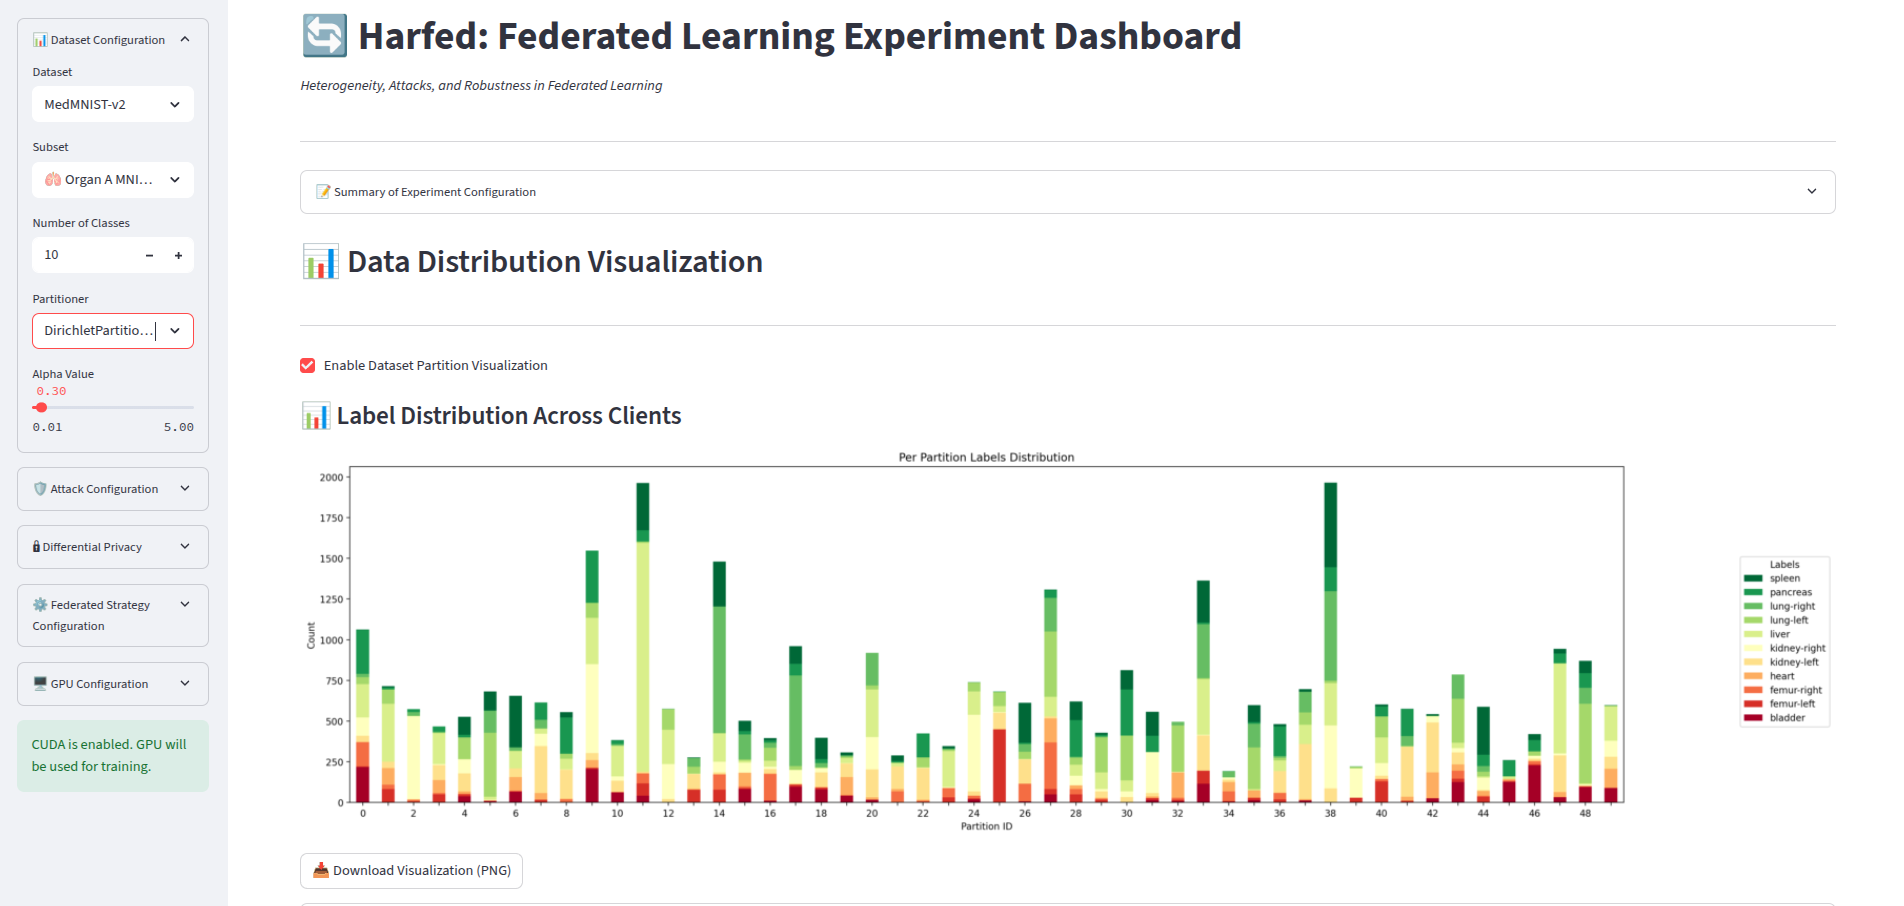 📊 Dataset Configuration
Dataset
MedMNIST-v2
Subset
🫁 Organ A MNI...
Number of Classes
10
− +
Partitioner
DirichletPartitio...
Alpha Value
0.30
0.01 5.00
🛡️ Attack Configuration
🔒 Differential Privacy
⚙️ Federated Strategy
Configuration
🖥️ GPU Configuration
CUDA is enabled. GPU will
be used for training.
🔄 Harfed: Federated Learning Experiment Dashboard
Heterogeneity, Attacks, and Robustness in Federated Learning
📝 Summary of Experiment Configuration
📊 Data Distribution Visualization
Enable Dataset Partition Visualization
📊 Label Distribution Across Clients
Per Partition Labels Distribution
Count
2000
1750
1500
1250
1000
750
500
250
0
0 2 4 6 8 10 12 14 16 18 20 22 24 26 28 30 32 34 36 38 40 42 44 46 48
Partition ID
Labels
spleen
pancreas
lung-right
lung-left
liver
kidney-right
kidney-left
heart
femur-right
femur-left
bladder
📥 Download Visualization (PNG)